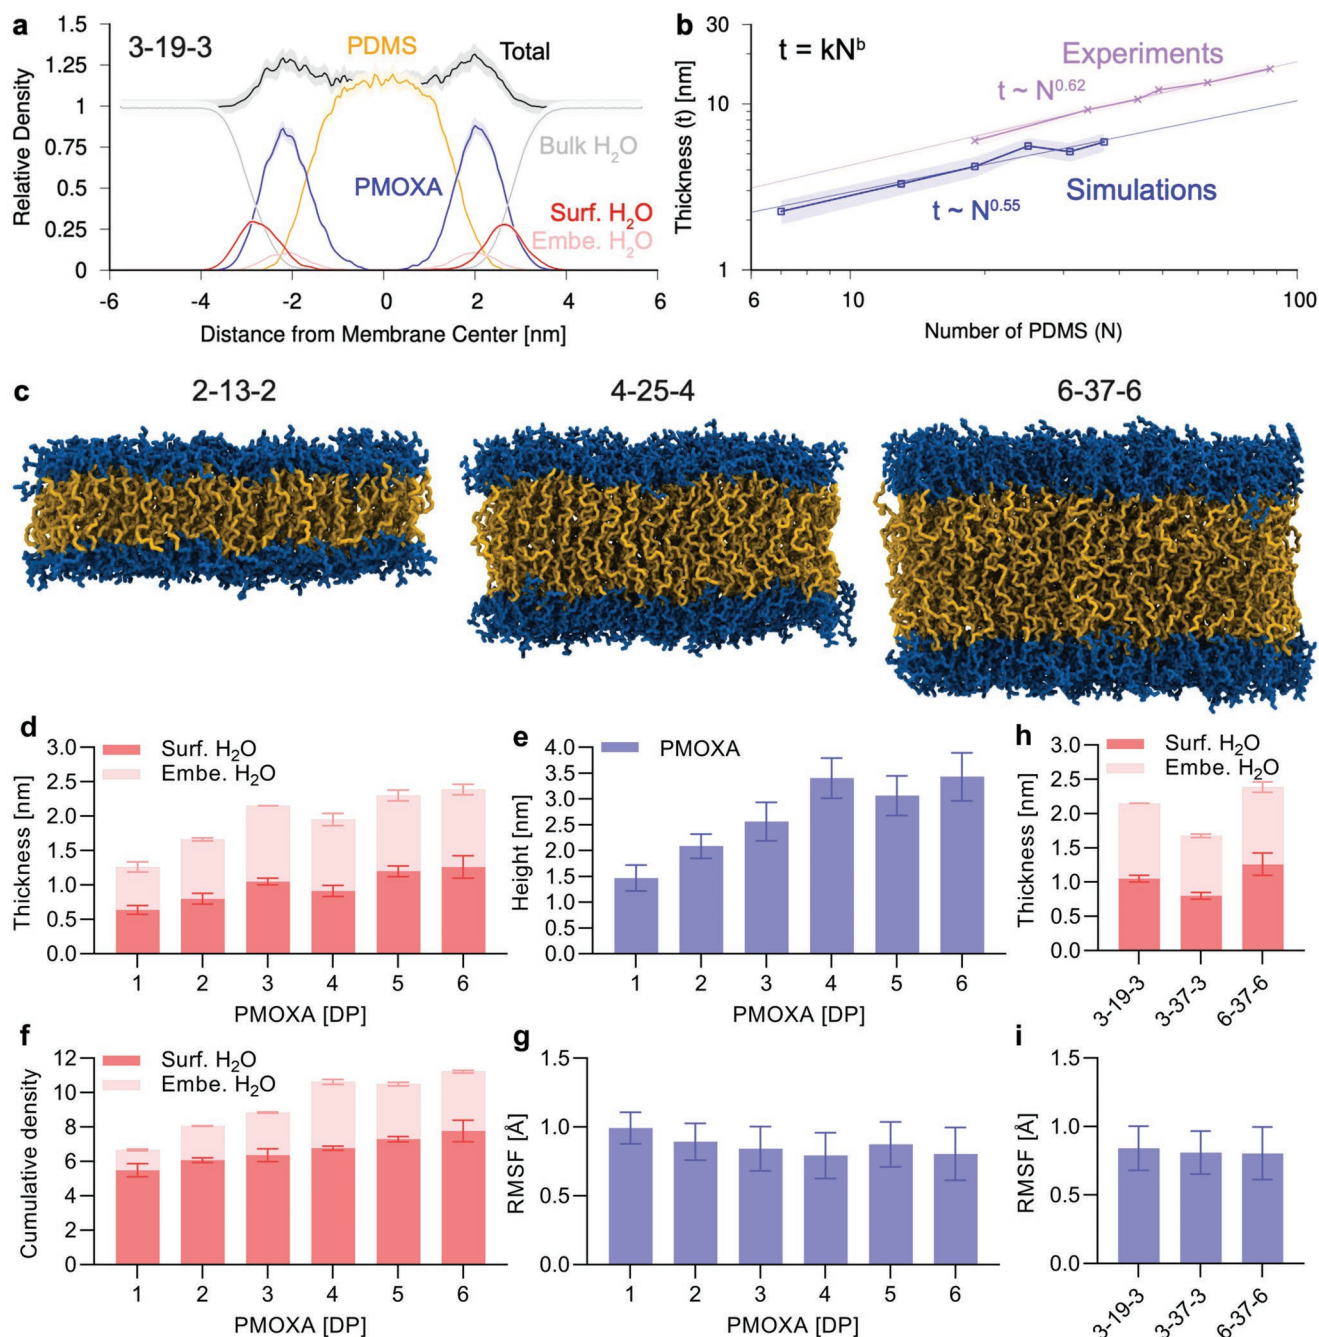 a
3-19-3
PDMS
Total
Bulk H2O
PMOXA
Surf. H2O
Embe. H2O
Relative Density
1.5
1.25
1
0.75
0.5
0.25
0
-6 -4 -2 0 2 4 6
Distance from Membrane Center [nm]
b
t = kN^b
Experiments
t ~ N^0.62
Simulations
t ~ N^0.55
Thickness (t) [nm]
30
10
1
6 10 100
Number of PDMS (N)
c
2-13-2 4-25-4 6-37-6
d
Surf. H2O
Embe. H2O
Thickness [nm]
3.0
2.5
2.0
1.5
1.0
0.5
0.0
1 2 3 4 5 6
PMOXA [DP]
e
PMOXA
Height [nm]
4.0
3.5
3.0
2.5
2.0
1.5
1.0
0.5
0.0
1 2 3 4 5 6
PMOXA [DP]
h
Surf. H2O
Embe. H2O
Thickness [nm]
3.0
2.5
2.0
1.5
1.0
0.5
0.0
3-19-3 3-37-3 6-37-6
f
Surf. H2O
Embe. H2O
Cumulative density
12
10
8
6
4
2
0
1 2 3 4 5 6
PMOXA [DP]
g
RMSF [Å]
1.5
1.0
0.5
0.0
1 2 3 4 5 6
PMOXA [DP]
i
RMSF [Å]
1.5
1.0
0.5
0.0
3-19-3 3-37-3 6-37-6